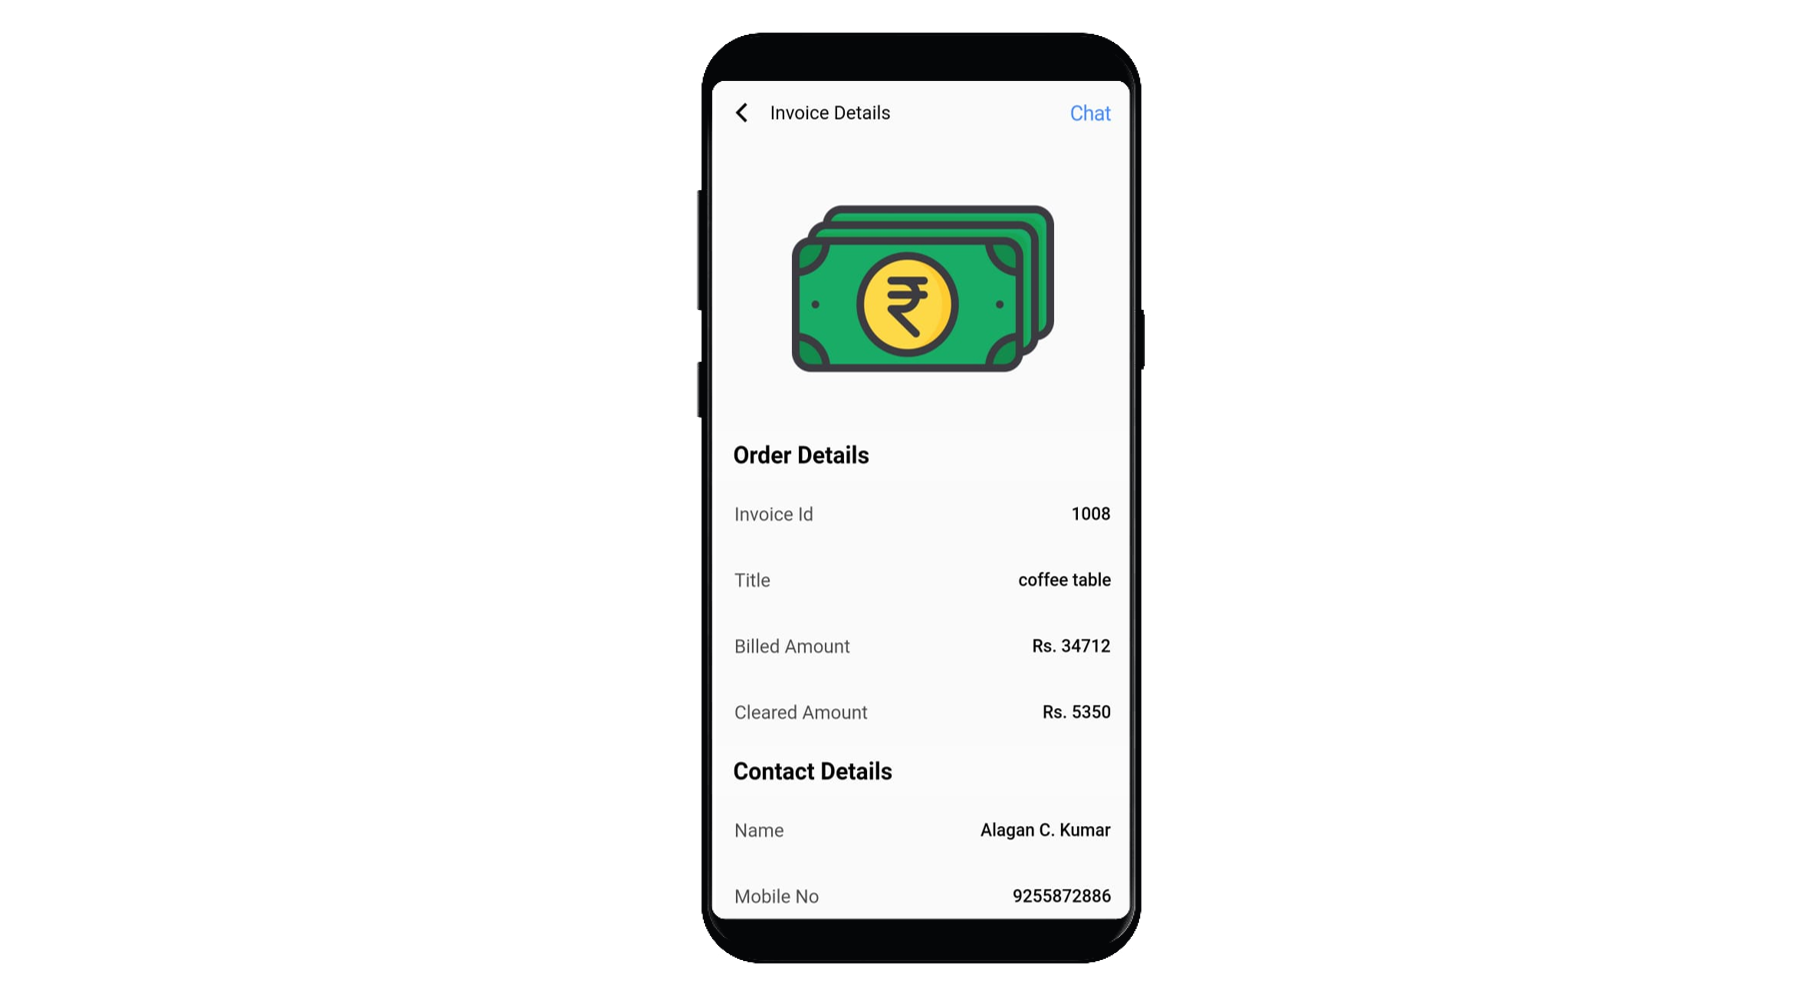 Invoice Details Chat
₹
Order Details
Invoice Id 1008
Title coffee table
Billed Amount Rs. 34712
Cleared Amount Rs. 5350
Contact Details
Name Alagan C. Kumar
Mobile No 9255872886